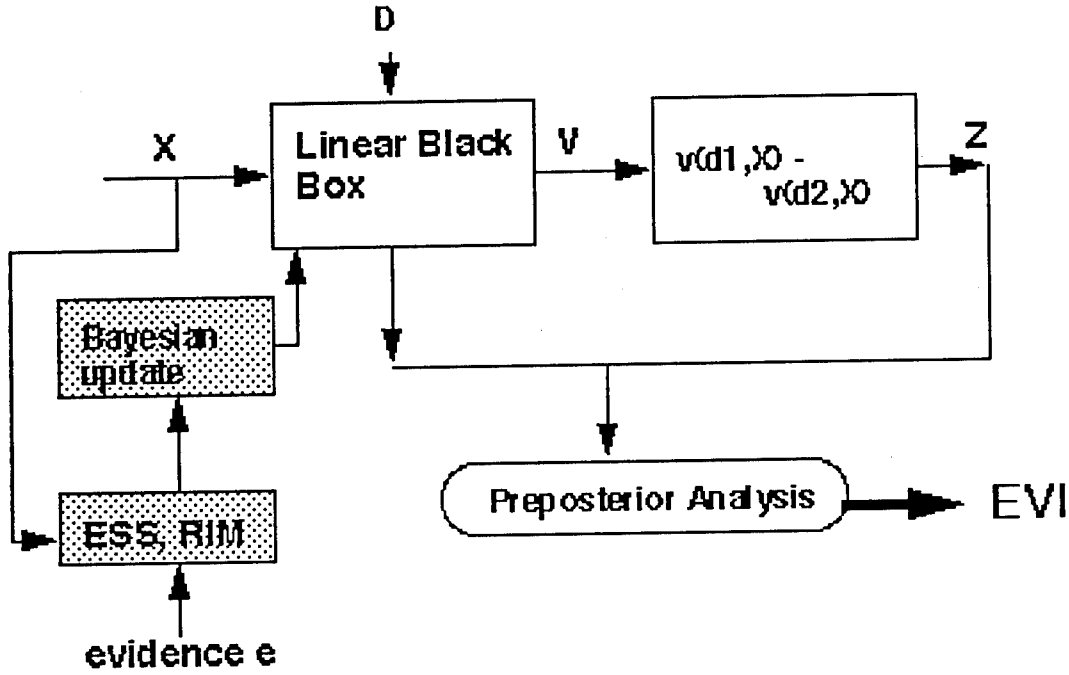 D
X
Linear Black
Box
V
v(d1,X) -
v(d2,X)
Z
Bayesian
update
ESS, RIM
evidence e
Preposterior Analysis
EVI